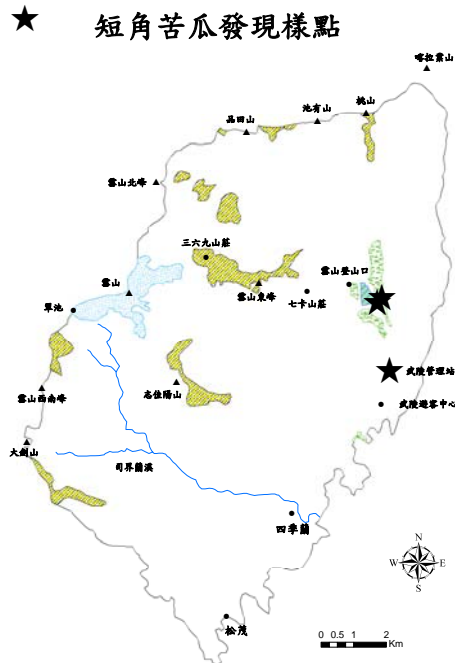 短角苦瓜發現樣點
喀拉業山
桃山
池有山
品田山
雪山北峰
三六九山莊
雪山登山口
雪山
雪山東峰
七卡山莊
翠池
武陵管理站
志佳陽山
雪山西南峰
武陵遊客中心
大劍山
司界蘭溪
四季蘭
N
W E
S
松茂
0 0.5 1 2
Km